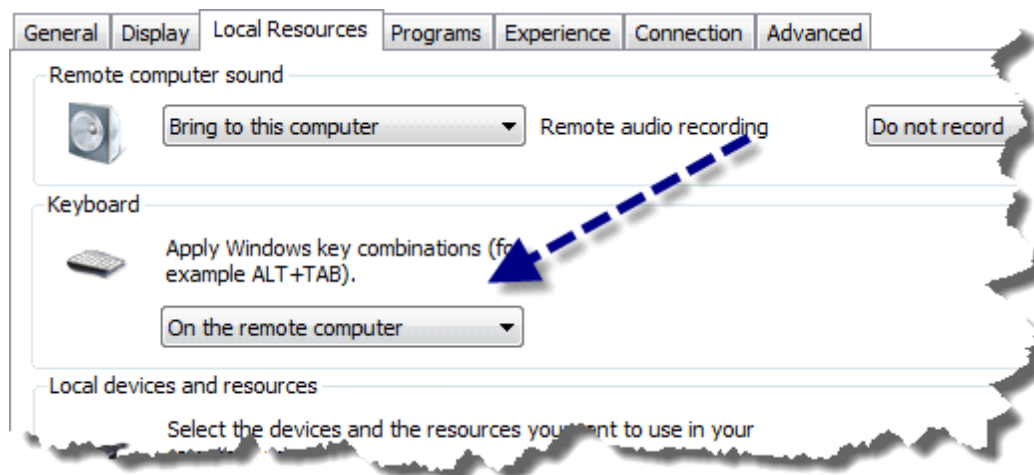 General Display Local Resources Programs Experience Connection Advanced
Remote computer sound
Bring to this computer Remote audio recording Do not record
Keyboard
Apply Windows key combinations (for
example ALT+TAB).
On the remote computer
Local devices and resources
Select the devices and the resources you want to use in your